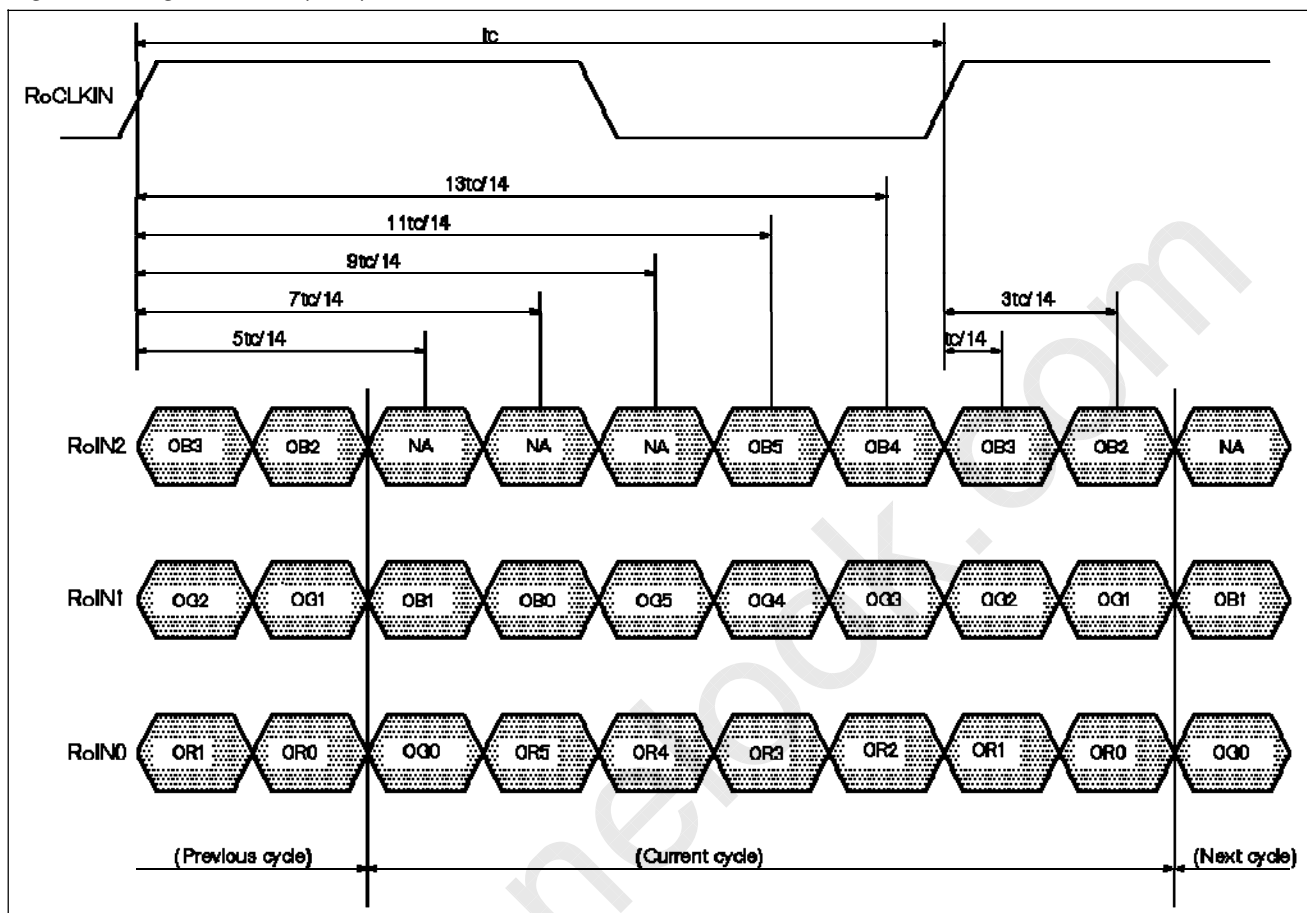 tc
RoCLKIN
13tc/14
11tc/14
9tc/14
7tc/14
3tc/14
5tc/14
tc/14
RoIN2 OB3 OB2 NA NA NA OB5 OB4 OB3 OB2 NA
RoIN1 OG2 OG1 OB1 OB0 OG5 OG4 OG3 OG2 OG1 OB1
RoIN0 OR1 OR0 OG0 OR5 OR4 OR3 OR2 OR1 OR0 OG0
(Previous cycle) (Current cycle) (Next cycle)
nelook.com